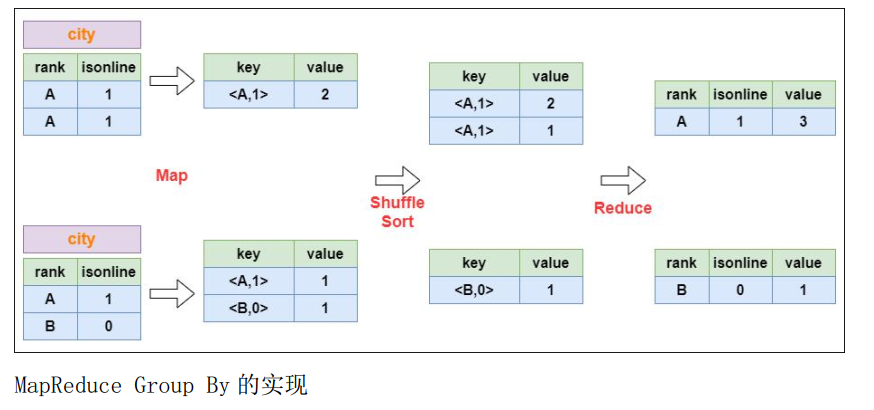 city
rank isonline
A 1
A 1
key value
<A,1> 2
key value
<A,1> 2
<A,1> 1
rank isonline value
A 1 3
Map
Shuffle
Sort
Reduce
city
rank isonline
A 1
B 0
key value
<A,1> 1
<B,0> 1
key value
<B,0> 1
rank isonline value
B 0 1
MapReduce Group By 的实现